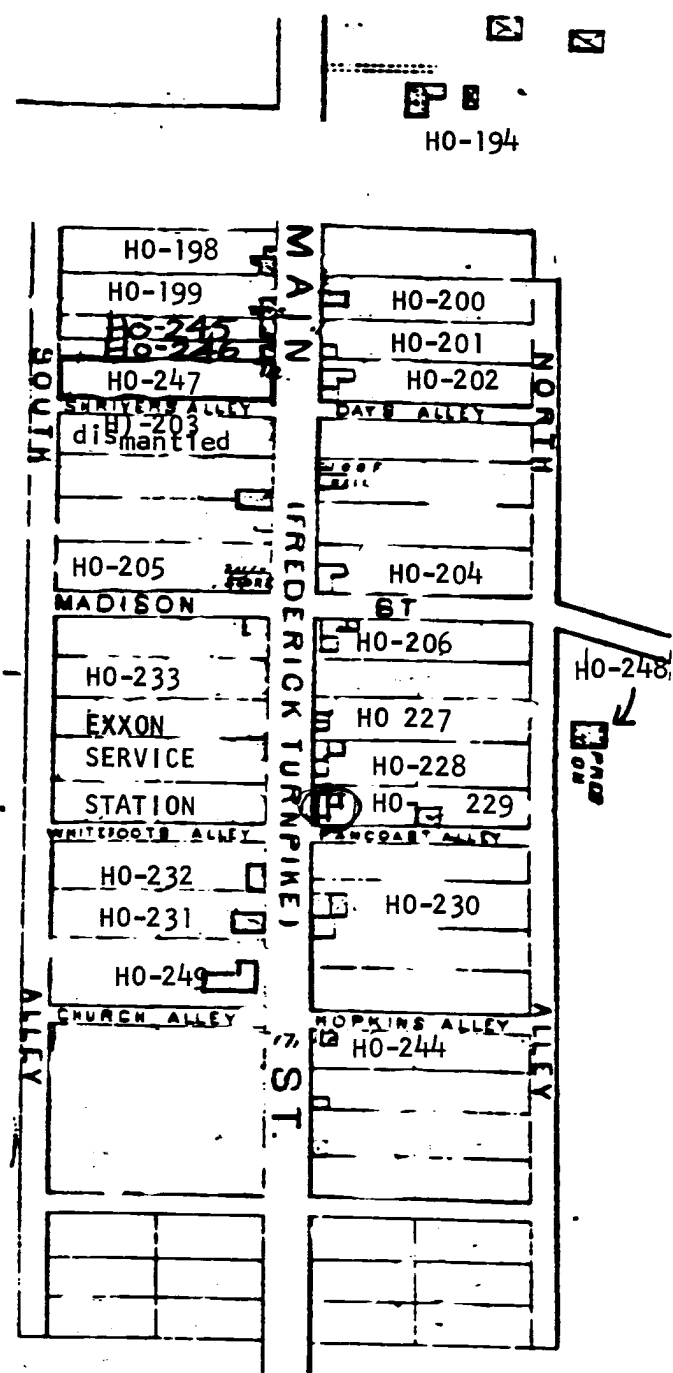 HO-194
MAIN
HO-198
HO-199
HO-245
HO-246
HO-247
HO-200
HO-201
HO-202
SOUTH
NORTH
SHRIVERS ALLEY
DAYS ALLEY
HO-203
dismantled
(FREDERICK TURNPIKE)
HO-205
STORE
HO-204
MADISON
ST
HO-206
HO-233
HO-248
EXXON
SERVICE
STATION
HO 227
HO-228
HO- 229
WHITEFOOTS ALLEY
PANCOAST ALLEY
HO-232
HO-231
HO-230
HO-249
CHURCH ALLEY
HOPKINS ALLEY
ALLEY
ALLEY
HO-244
ST.